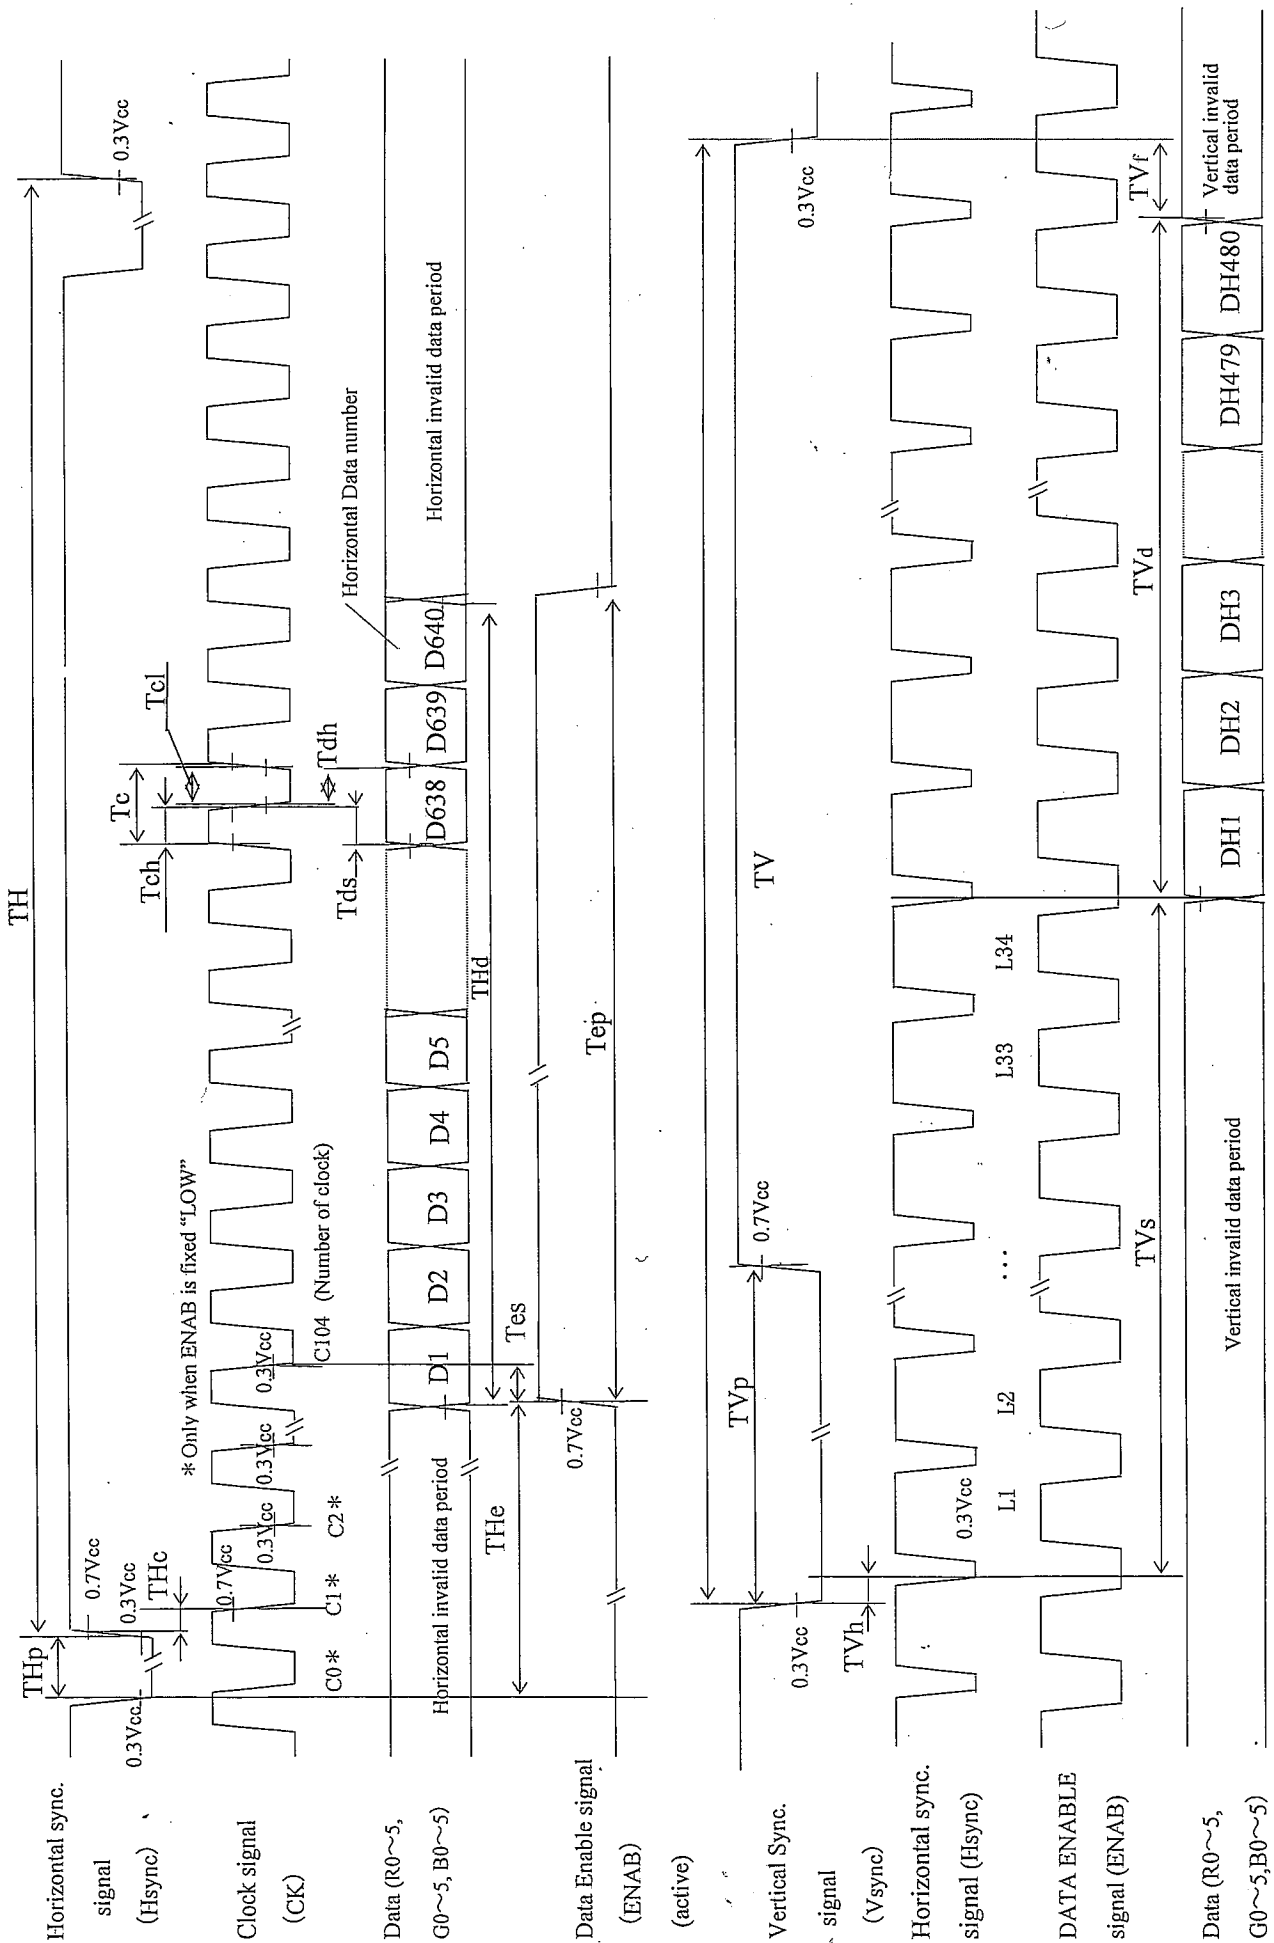 TH
THp
0.7Vcc
0.3Vcc
THc
0.3Vcc
0.3Vcc
Horizontal sync.
signal
(Hsync)
*Only when ENAB is fixed “LOW”
Tch
Tc
Tcl
0.7Vcc
0.3Vcc
0.3Vcc
0.3Vcc
Clock signal
(CK)
C0*
C1*
C2*
C104 (Number of clock)
Tds
Tdh
Horizontal Data number
Data (R0~5,
G0~5, B0~5)
Horizontal invalid data period
D1
D2
D3
D4
D5
D638
D639
D640
Horizontal invalid data period
THe
THd
Tes
0.7Vcc
Tep
Data Enable signal
(ENAB)
(active)
TV
TVp
0.7Vcc
0.3Vcc
0.3Vcc
Vertical Sync.
signal
(Vsync)
TVh
TVf
Horizontal sync.
signal (Hsync)
0.3Vcc
L1
L2
...
L33
L34
DATA ENABLE
signal (ENAB)
TVs
TVd
Data (R0~5,
G0~5,B0~5)
Vertical invalid data period
DH1
DH2
DH3
DH479
DH480
Vertical invalid
data period